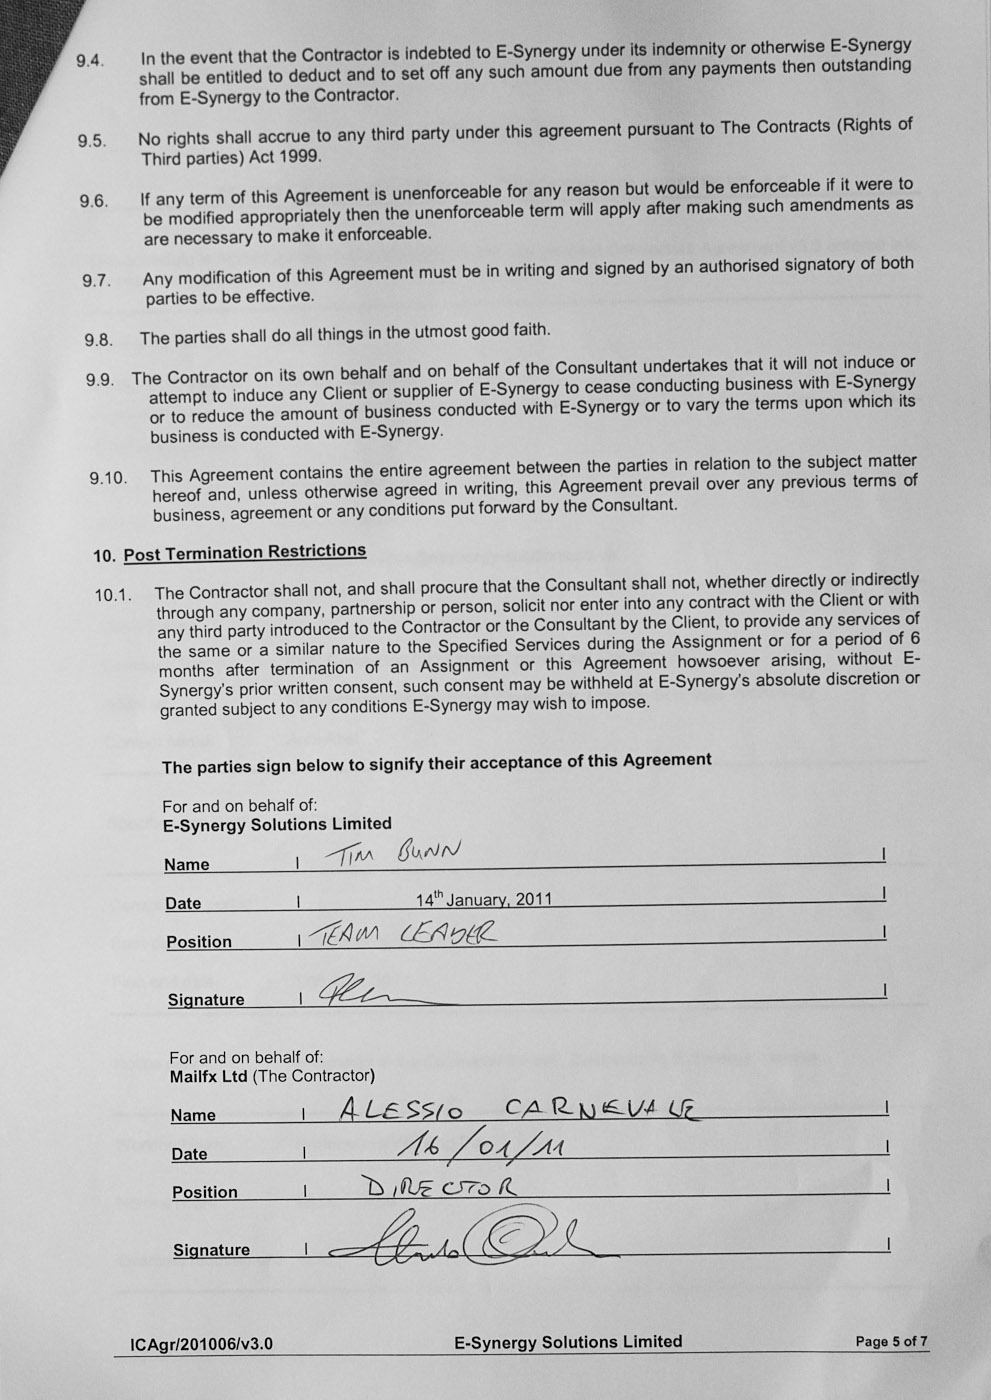 9.4. In the event that the Contractor is indebted to E-Synergy under its indemnity or otherwise E-Synergy
shall be entitled to deduct and to set off any such amount due from any payments then outstanding
from E-Synergy to the Contractor.
9.5. No rights shall accrue to any third party under this agreement pursuant to The Contracts (Rights of
Third parties) Act 1999.
9.6. If any term of this Agreement is unenforceable for any reason but would be enforceable if it were to
be modified appropriately then the unenforceable term will apply after making such amendments as
are necessary to make it enforceable.
9.7. Any modification of this Agreement must be in writing and signed by an authorised signatory of both
parties to be effective.
9.8. The parties shall do all things in the utmost good faith.
9.9. The Contractor on its own behalf and on behalf of the Consultant undertakes that it will not induce or
attempt to induce any Client or supplier of E-Synergy to cease conducting business with E-Synergy
or to reduce the amount of business conducted with E-Synergy or to vary the terms upon which its
business is conducted with E-Synergy.
9.10. This Agreement contains the entire agreement between the parties in relation to the subject matter
hereof and, unless otherwise agreed in writing, this Agreement prevail over any previous terms of
business, agreement or any conditions put forward by the Consultant.
10. Post Termination Restrictions
10.1. The Contractor shall not, and shall procure that the Consultant shall not, whether directly or indirectly
through any company, partnership or person, solicit nor enter into any contract with the Client or with
any third party introduced to the Contractor or the Consultant by the Client, to provide any services of
the same or a similar nature to the Specified Services during the Assignment or for a period of 6
months after termination of an Assignment or this Agreement howsoever arising, without E-
Synergy's prior written consent, such consent may be withheld at E-Synergy's absolute discretion or
granted subject to any conditions E-Synergy may wish to impose.
The parties sign below to signify their acceptance of this Agreement
For and on behalf of:
E-Synergy Solutions Limited
Name | TIM BUNN |
Date | 14th January, 2011 |
Position | TEAM LEADER |
Signature | |
For and on behalf of:
Mailfx Ltd (The Contractor)
Name | ALESSIO CARNEVALE |
Date | 16/01/11 |
Position | DIRECTOR |
Signature | |
ICAgr/201006/v3.0 E-Synergy Solutions Limited Page 5 of 7